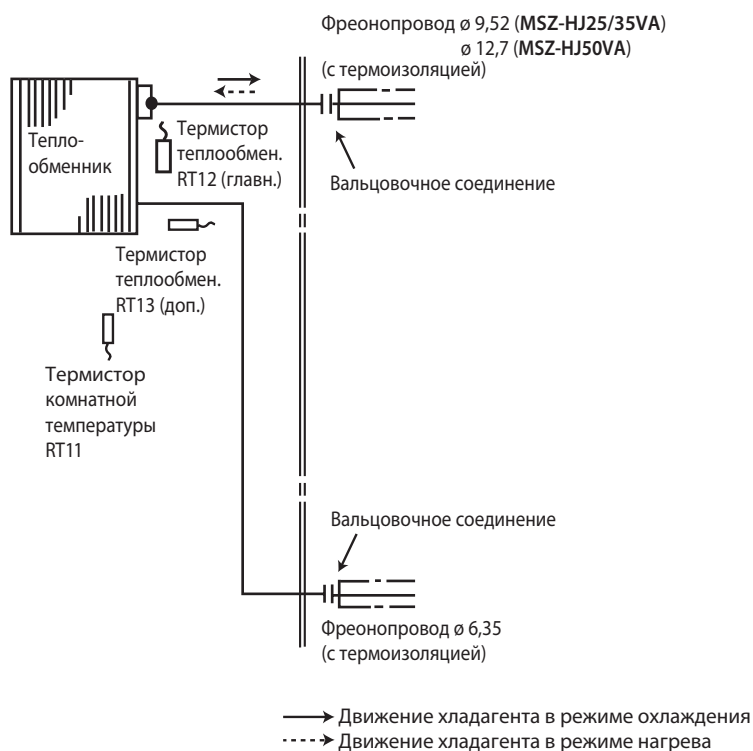 Фреонопровод ø 9,52 (MSZ-HJ25/35VA)
ø 12,7 (MSZ-HJ50VA)
(с термоизоляцией)
Тепло-
обменник
Термистор
теплообмен.
RT12 (главн.)
Вальцовочное соединение
Термистор
теплообмен.
RT13 (доп.)
Термистор
комнатной
температуры
RT11
Вальцовочное соединение
Фреонопровод ø 6,35
(с термоизоляцией)
Движение хладагента в режиме охлаждения
Движение хладагента в режиме нагрева